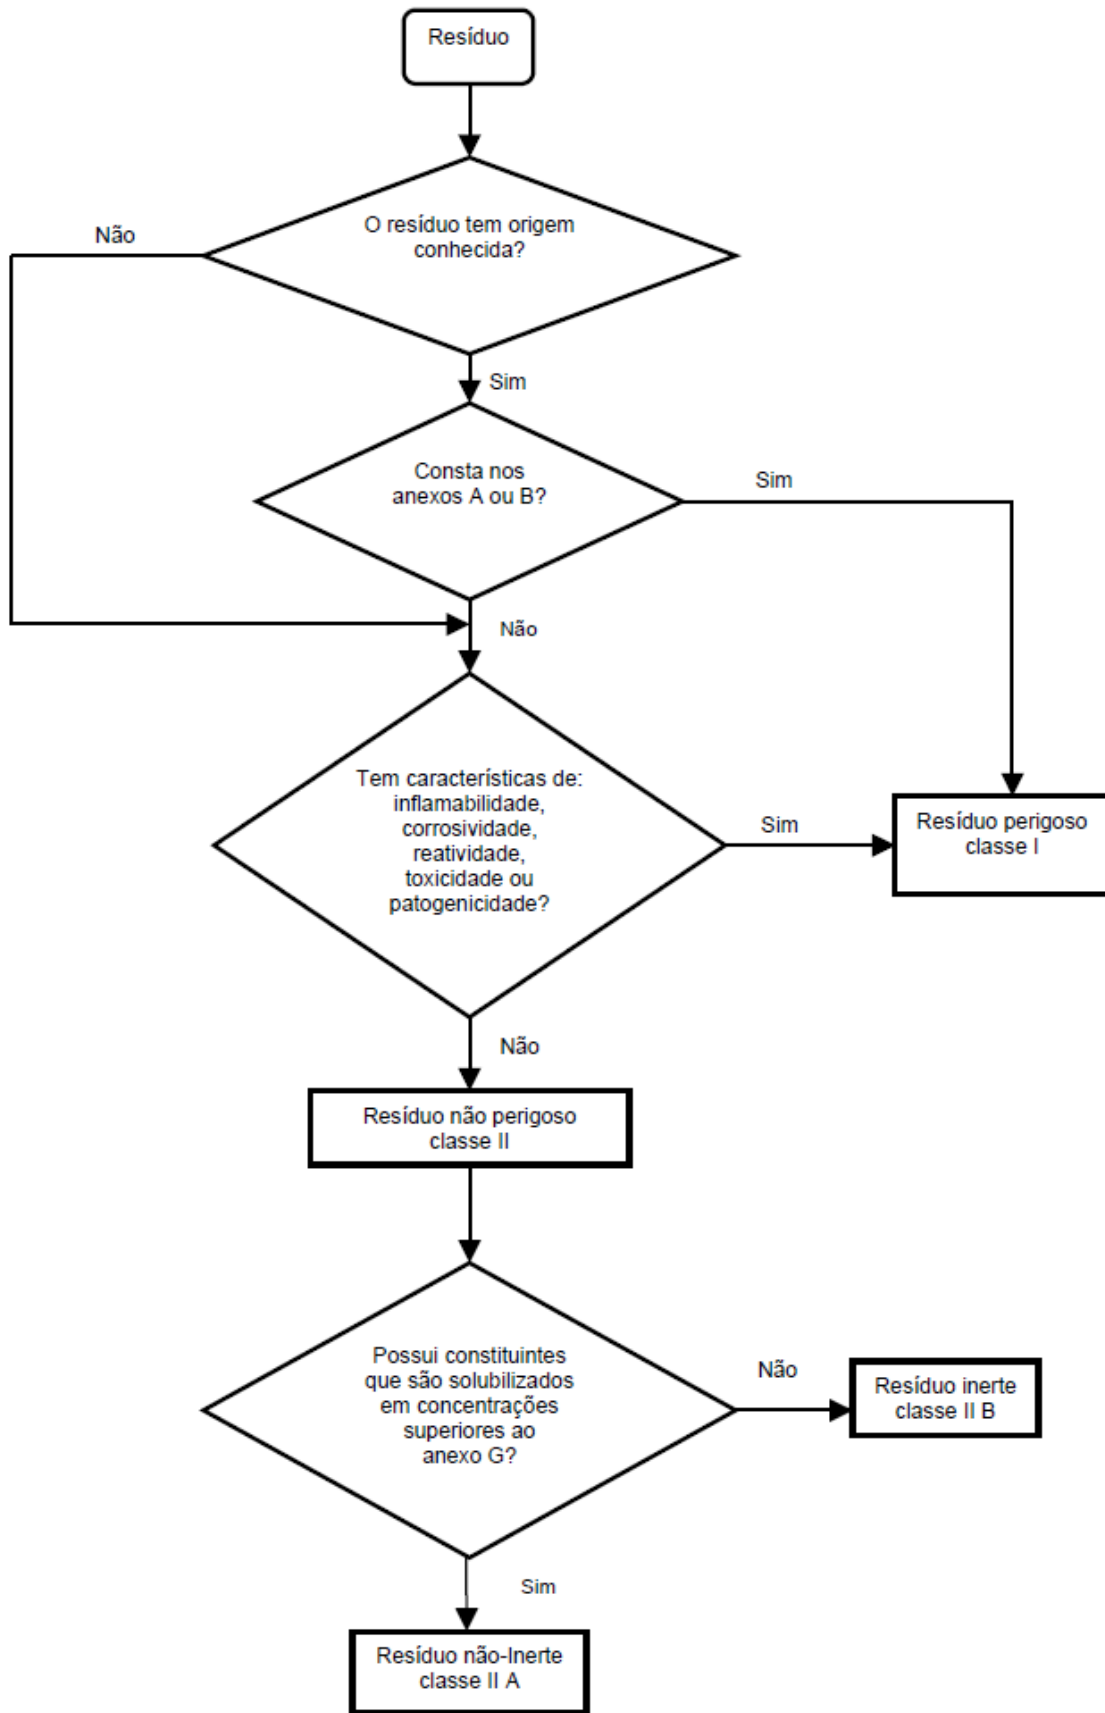 Resíduo
O resíduo tem origem
conhecida?
Não
Sim
Consta nos
anexos A ou B?
Sim
Não
Tem características de:
inflamabilidade,
corrosividade,
reatividade,
toxicidade ou
patogenicidade?
Sim
Resíduo perigoso
classe I
Não
Resíduo não perigoso
classe II
Possui constituintes
que são solubilizados
em concentrações
superiores ao
anexo G?
Não
Resíduo inerte
classe II B
Sim
Resíduo não-Inerte
classe II A